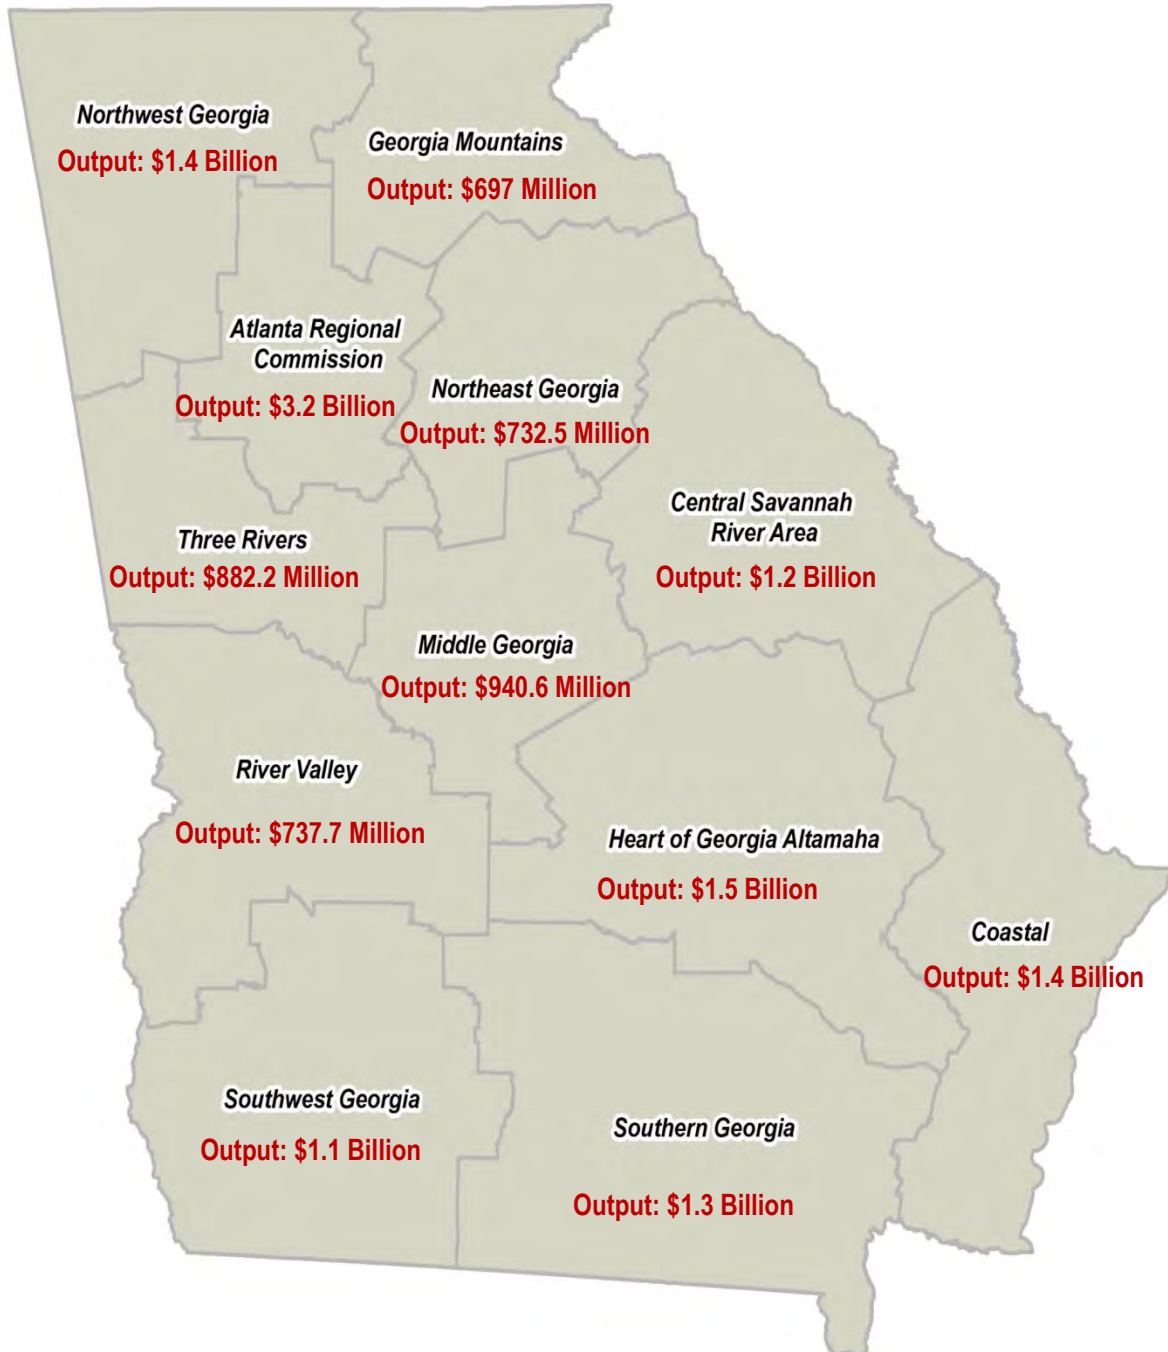 Northwest Georgia
Output: $1.4 Billion
Georgia Mountains
Output: $697 Million
Atlanta Regional
Commission
Output: $3.2 Billion
Northeast Georgia
Output: $732.5 Million
Central Savannah
River Area
Output: $1.2 Billion
Three Rivers
Output: $882.2 Million
Middle Georgia
Output: $940.6 Million
River Valley
Output: $737.7 Million
Heart of Georgia Altamaha
Output: $1.5 Billion
Coastal
Output: $1.4 Billion
Southwest Georgia
Output: $1.1 Billion
Southern Georgia
Output: $1.3 Billion